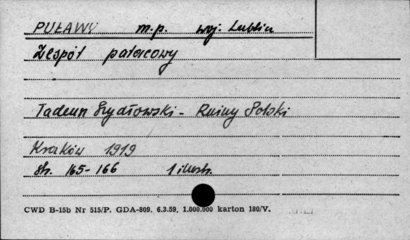 PUŁAWY m.p. woj. Lublin
Zespół pałacowy
Tadeusz Szydłowski - Ruiny Polski
Kraków 1919
Str. 165-166 1 ilustr.
CWD B-15b Nr 515/P. GDA-809. 6.3.59. 1.800.000 karton 180/V.